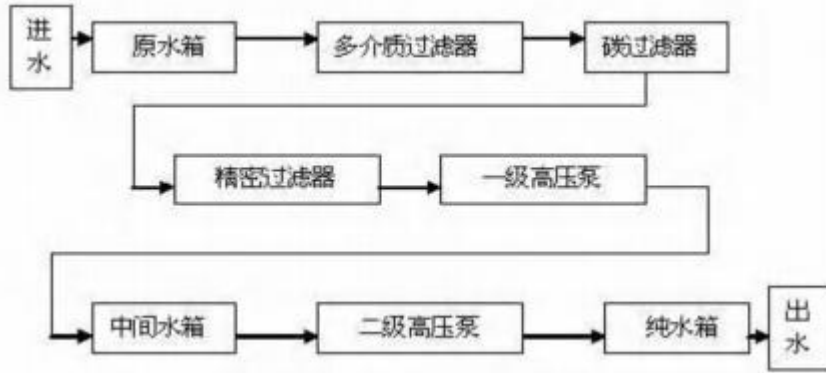 进水
原水箱
多介质过滤器
碳过滤器
精密过滤器
一级高压泵
中间水箱
二级高压泵
纯水箱
出水